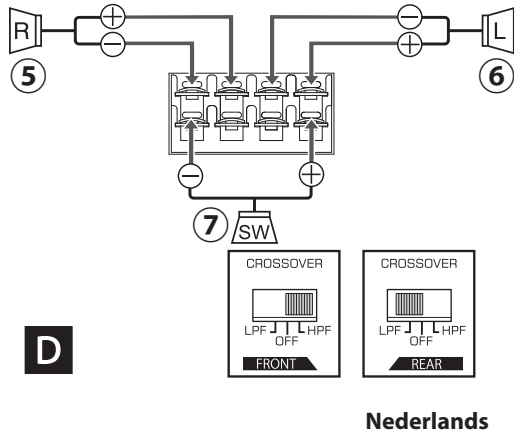 R
+
−
5
−
+
L
6
−
+
7
SW
CROSSOVER
LPF OFF HPF
FRONT
CROSSOVER
LPF OFF HPF
REAR
D
Nederlands